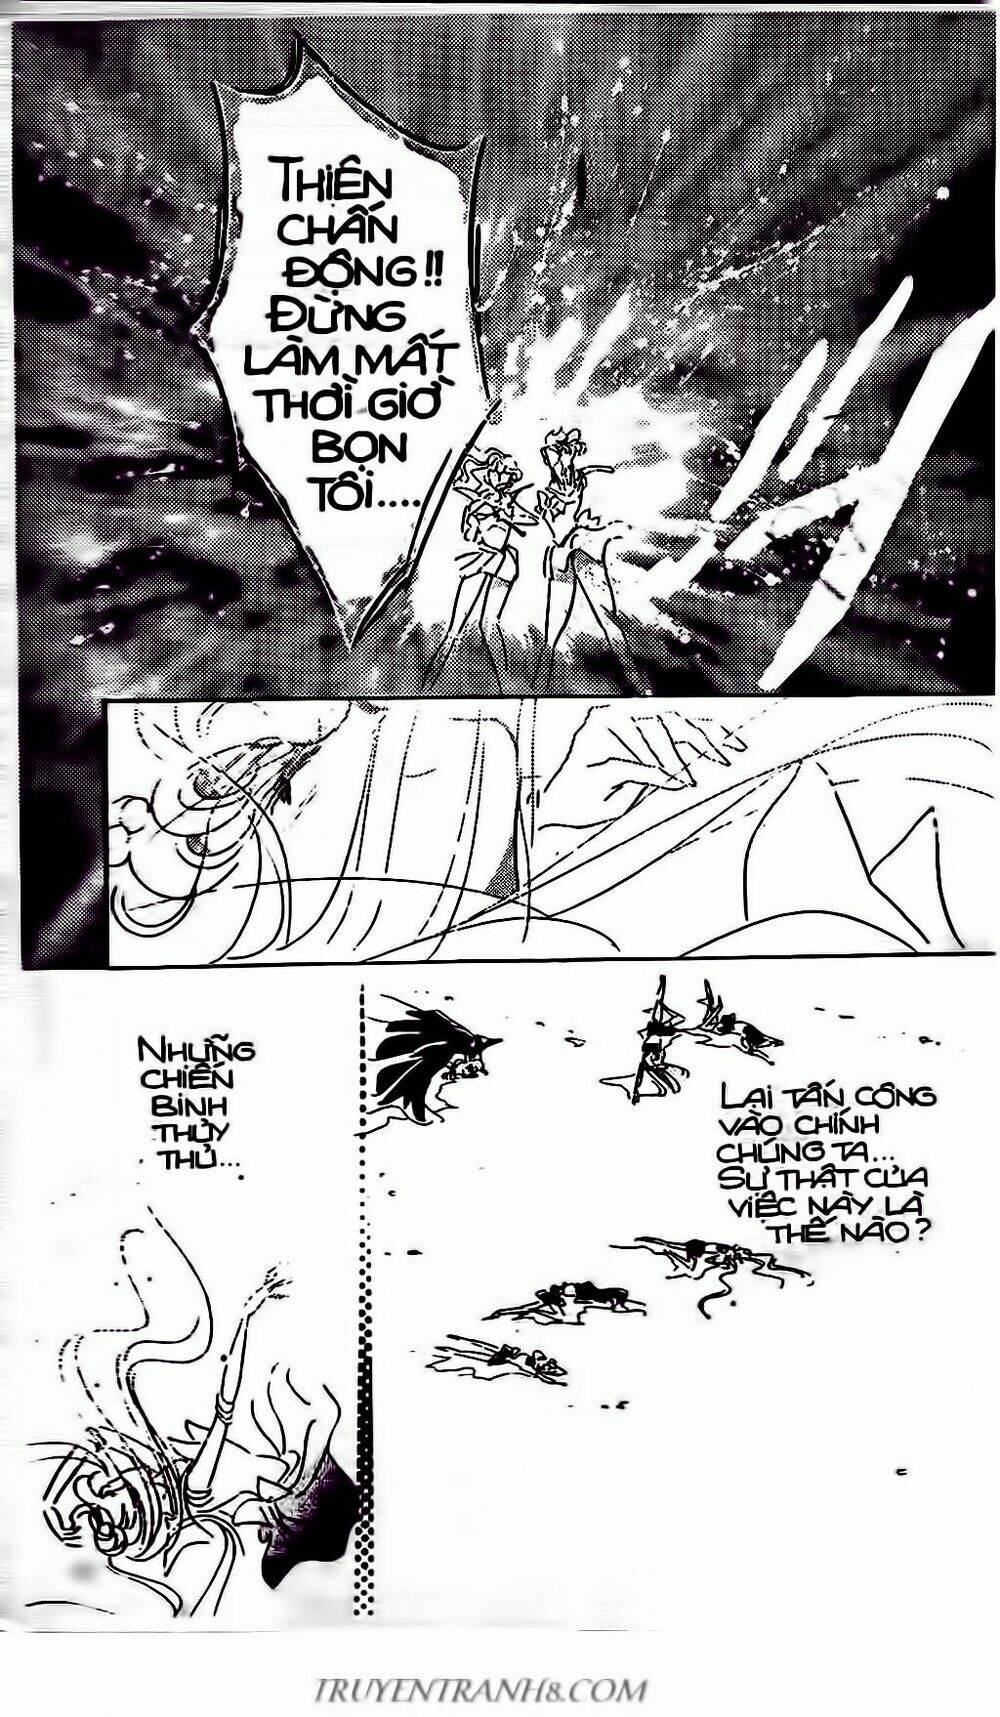 THIÊN
CHẤN
ĐỘNG!!
ĐỪNG
LÀM MẤT
THỜI GIỜ
BỌN
TÔI....
NHỮNG
CHIẾN
BINH
THỦY
THỦ...
LẠI TẤN CÔNG
VÀO CHÍNH
CHÚNG TA...
SỰ THẬT CỦA
VIỆC NÀY LÀ
THẾ NÀO?
TRUYENTRANH8.COM